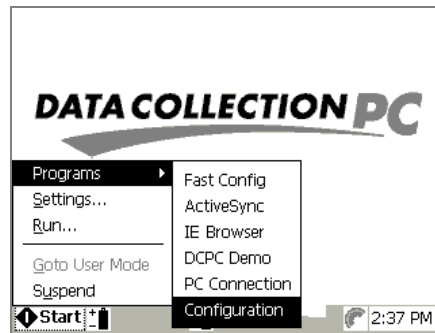 DATA COLLECTION PC
Programs
Settings...
Run...
Goto User Mode
Suspend
Fast Config
ActiveSync
IE Browser
DCPC Demo
PC Connection
Configuration
Start
2:37 PM